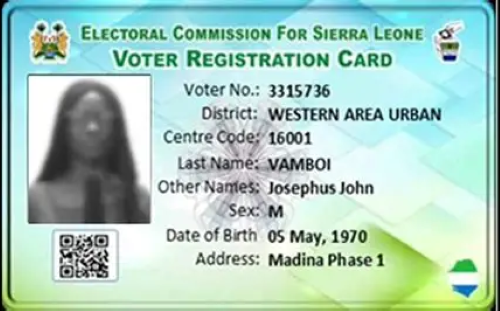 ELECTORAL COMMISSION FOR SIERRA LEONE
VOTER REGISTRATION CARD
Voter No.: 3315736
District: WESTERN AREA URBAN
Centre Code: 16001
Last Name: VAMBOI
Other Names: Josephus John
Sex: M
Date of Birth 05 May, 1970
Address: Madina Phase 1